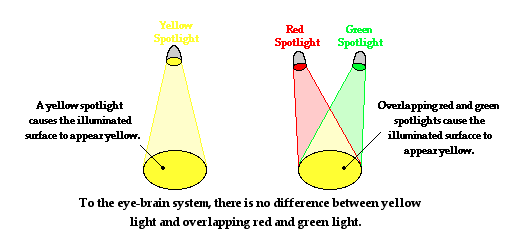 Yellow
Spotlight
Red
Spotlight
Green
Spotlight
A yellow spotlight
causes the illuminated
surface to appear yellow.
Overlapping red and green
spotlights cause the
illuminated surfacce to
appear yellow.
To the eye-brain system, there is no difference between yellow
light and overlapping red and green light.